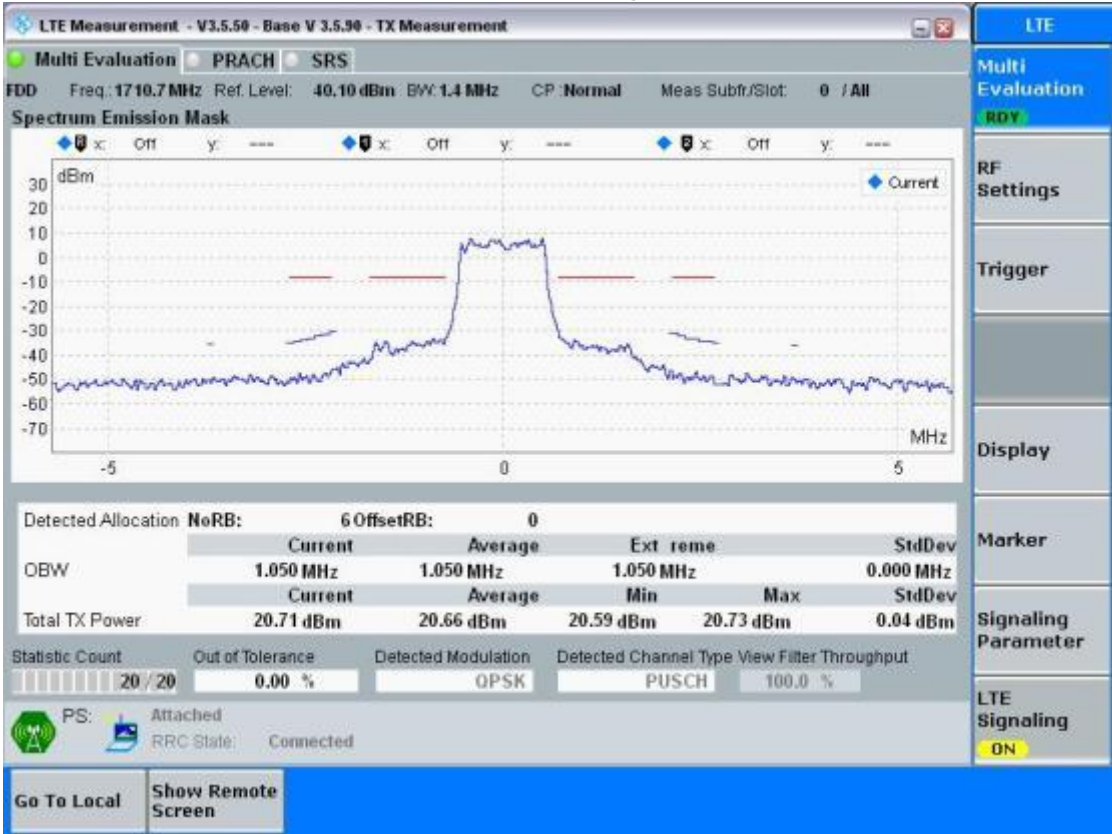 LTE Measurement - V3.5.50 - Base V 3.5.90 - TX Measurement
Multi Evaluation PRACH SRS
FDD Freq.: 1710.7 MHz Ref. Level: 40.10 dBm BW: 1.4 MHz CP : Normal Meas Subfr./Slot: 0 / All
Spectrum Emission Mask
x: Off y: --- x: Off y: --- x: Off y: ---
dBm
Current
30
20
10
0
-10
-20
-30
-40
-50
-60
-70
MHz
-5 0 5
Detected Allocation NoRB: 6 OffsetRB: 0
Current Average Ext reme StdDev
OBW 1.050 MHz 1.050 MHz 1.050 MHz 0.000 MHz
Current Average Min Max StdDev
Total TX Power 20.71 dBm 20.66 dBm 20.59 dBm 20.73 dBm 0.04 dBm
Statistic Count Out of Tolerance Detected Modulation Detected Channel Type View Filter Throughput
20 / 20 0.00 % QPSK PUSCH 100.0 %
PS: Attached
RRC State: Connected
Go To Local
Show Remote
Screen
LTE
Multi
Evaluation
RDY
RF
Settings
Trigger
Display
Marker
Signaling
Parameter
LTE
Signaling
ON